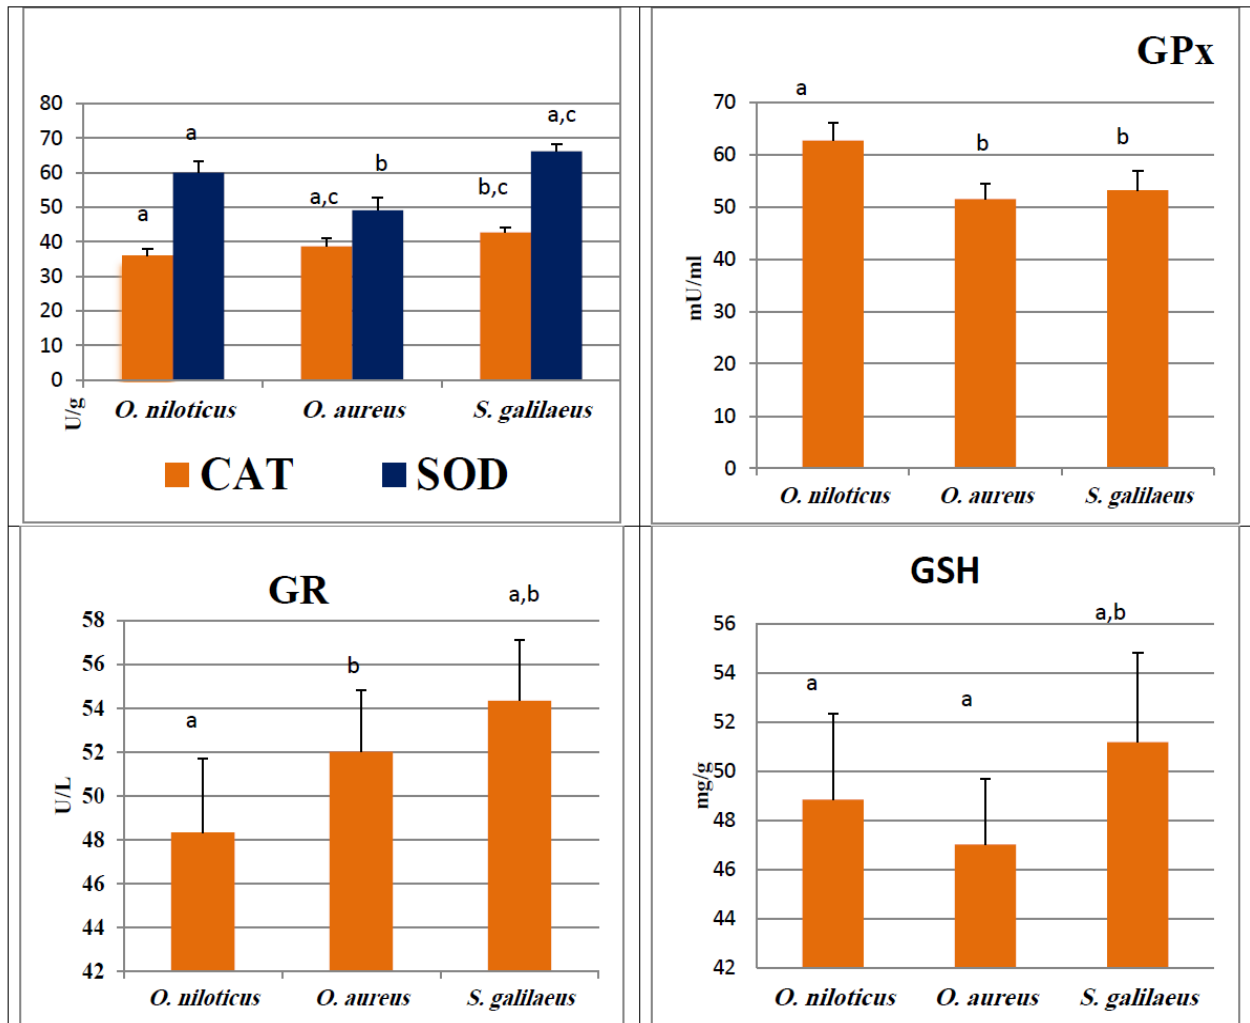 80
70
60
50
40
30
20
10
0
U/g
a
a
a,c
b
b,c
a,c
O. niloticus O. aureus S. galilaeus
CAT SOD
GPx
70
60
50
40
30
20
10
0
mU/ml
a
b
b
O. niloticus O. aureus S. galilaeus
GR
58
56
54
52
50
48
46
44
42
U/L
a
b
a,b
O. niloticus O. aureus S. galilaeus
GSH
56
54
52
50
48
46
44
42
mg/g
a
a
a,b
O. niloticus O. aureus S. galilaeus